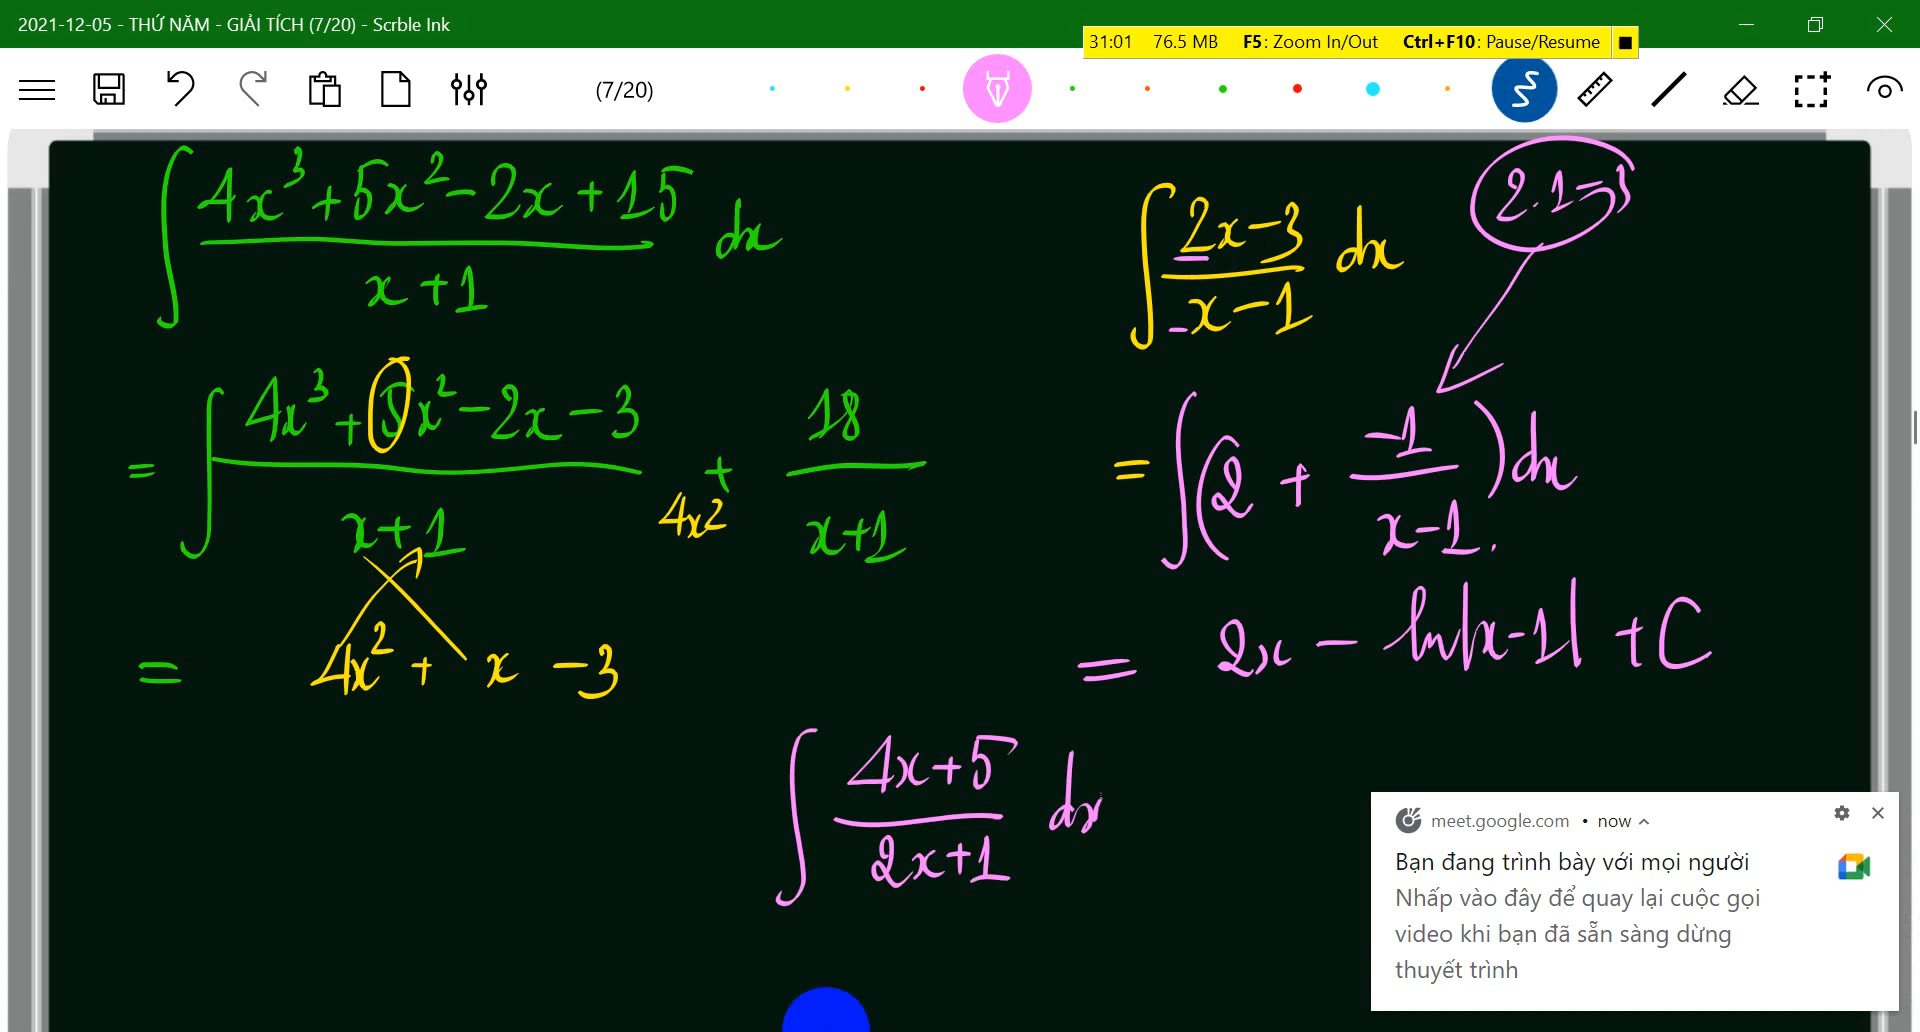 2021-12-05 - THỨ NĂM - GIẢI TÍCH (7/20) - Scrble Ink
31:01 76.5 MB F5: Zoom In/Out Ctrl+F10: Pause/Resume
(7/20)
∫ (4x³ + 5x² - 2x + 15)/(x + 1) dx
= ∫ (4x³ + 5x² - 2x - 3)/(x + 1) + 18/(x+1)
4x2
= 4x² + x - 3
2.1=3
∫ (2x-3)/(x-1) dx
= ∫(2 + -1/(x-1))dx
= 2x - ln|x-1| + C
∫ (4x+5)/(2x+1) dx
meet.google.com • now
Bạn đang trình bày với mọi người
Nhấp vào đây để quay lại cuộc gọi
video khi bạn đã sẵn sàng dừng
thuyết trình